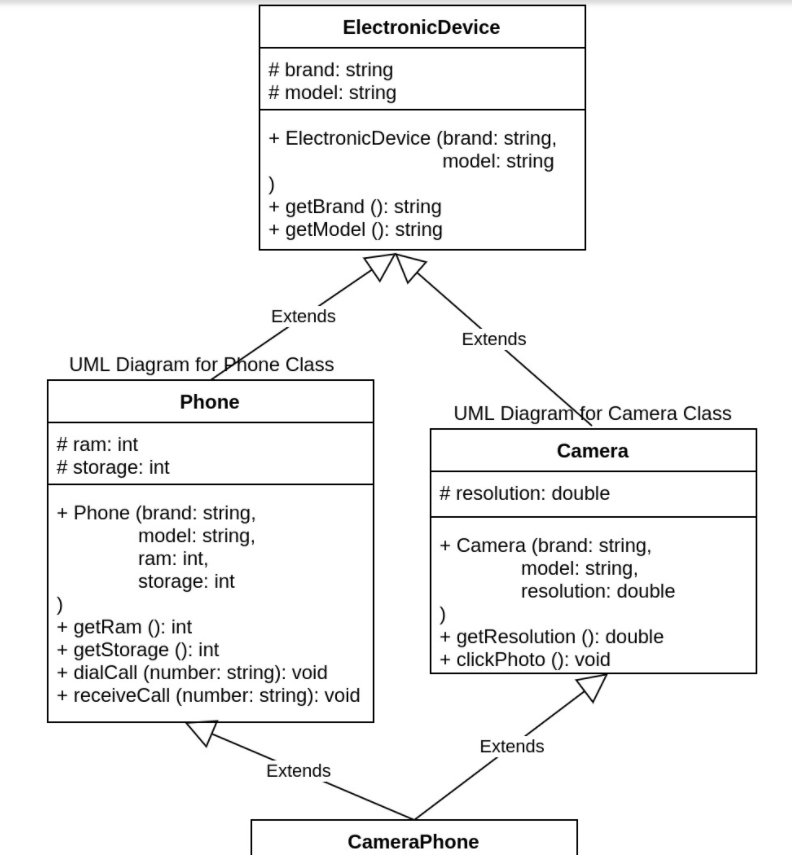 ElectronicDevice
# brand: string
# model: string
+ ElectronicDevice (brand: string,
model: string
)
+ getBrand (): string
+ getModel (): string
Extends
Extends
UML Diagram for Phone Class
Phone
# ram: int
# storage: int
+ Phone (brand: string,
model: string,
ram: int,
storage: int
)
+ getRam (): int
+ getStorage (): int
+ dialCall (number: string): void
+ receiveCall (number: string): void
UML Diagram for Camera Class
Camera
# resolution: double
+ Camera (brand: string,
model: string,
resolution: double
)
+ getResolution (): double
+ clickPhoto (): void
Extends
Extends
CameraPhone